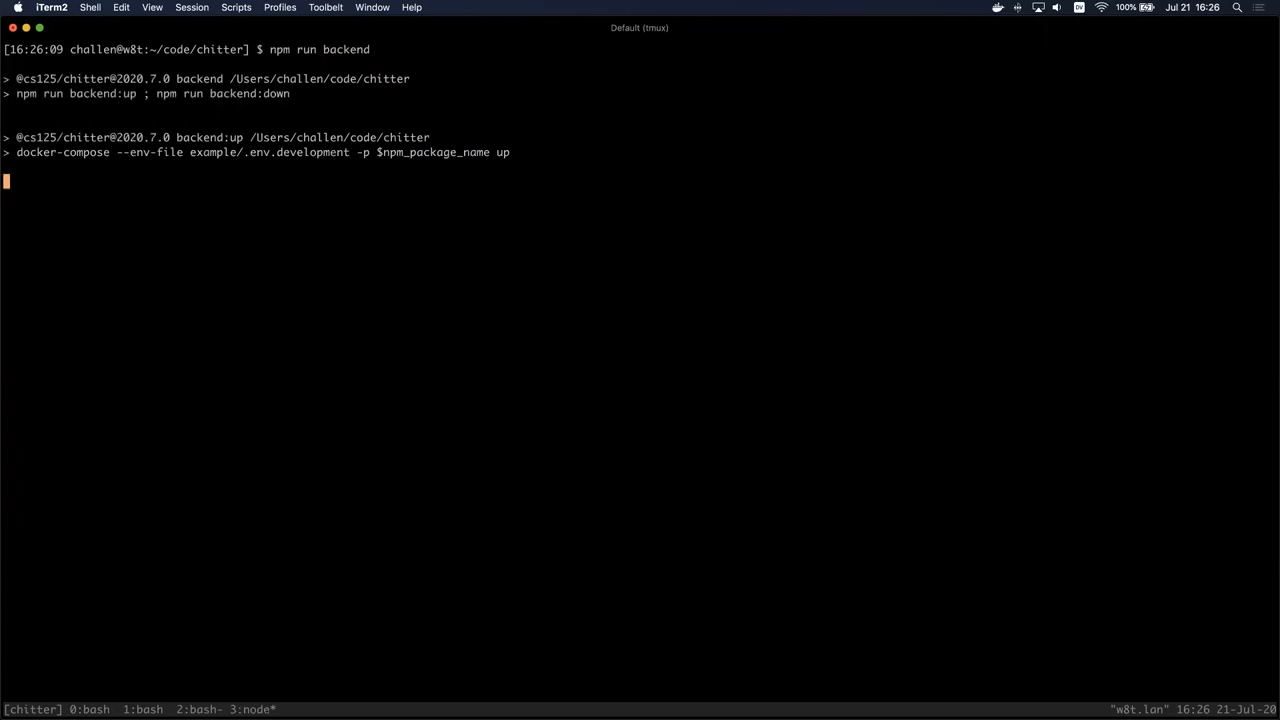 iTerm2 Shell Edit View Session Scripts Profiles Toolbelt Window Help DV 100% Jul 21 16:26
Default (tmux)
[16:26:09 challen@w8t:~/code/chitter] $ npm run backend
> @cs125/chitter@2020.7.0 backend /Users/challen/code/chitter
> npm run backend:up ; npm run backend:down
> @cs125/chitter@2020.7.0 backend:up /Users/challen/code/chitter
> docker-compose --env-file example/.env.development -p $npm_package_name up
[chitter] 0:bash 1:bash 2:bash- 3:node* "w8t.lan" 16:26 21-Jul-20